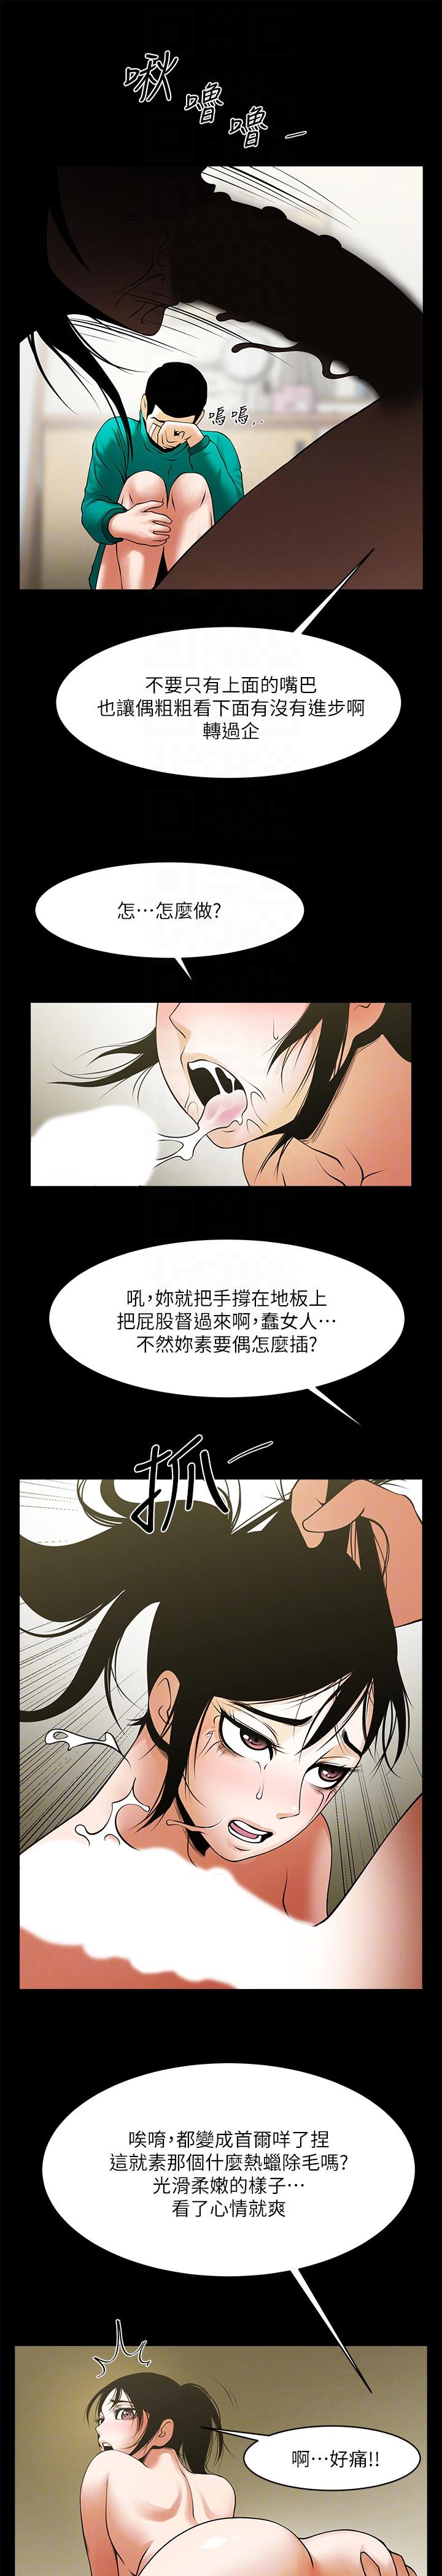 啾
嚕
嚕
嗚嗚..
不要只有上面的嘴巴
也讓偶粗粗看下面有沒有進步啊
轉過企
怎…怎麼做?
吼,妳就把手撐在地板上
把屁股督過來啊,蠢女人…
不然妳素要偶怎麼插?
抓
唉唷,都變成首爾咩了捏
這就素那個什麼熱蠟除毛嗎?
光滑柔嫩的樣子…
看了心情就爽
啊…好痛!!